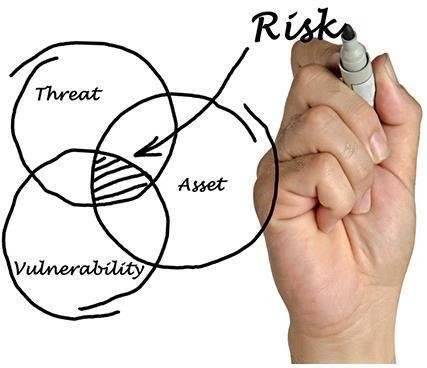 Risk
Threat
Asset
Vulnerability